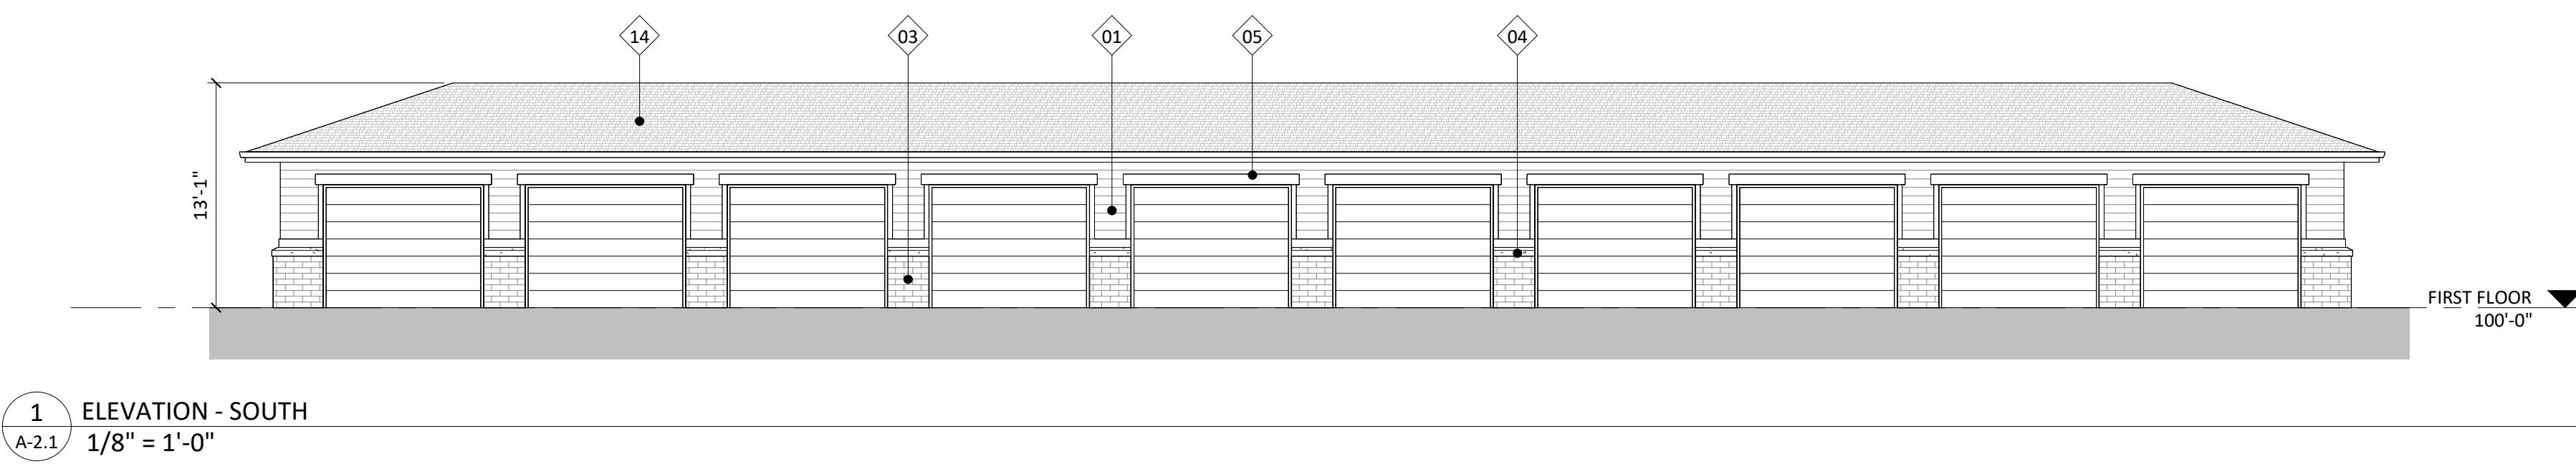 14
03
01
05
04
13'-1"
FIRST FLOOR
100'-0"
1
A-2.1
ELEVATION - SOUTH
1/8" = 1'-0"